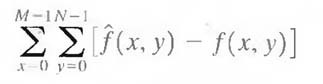 M-1 N-1
∑ ∑ [f̂(x, y) − f(x, y)]
x=0 y=0